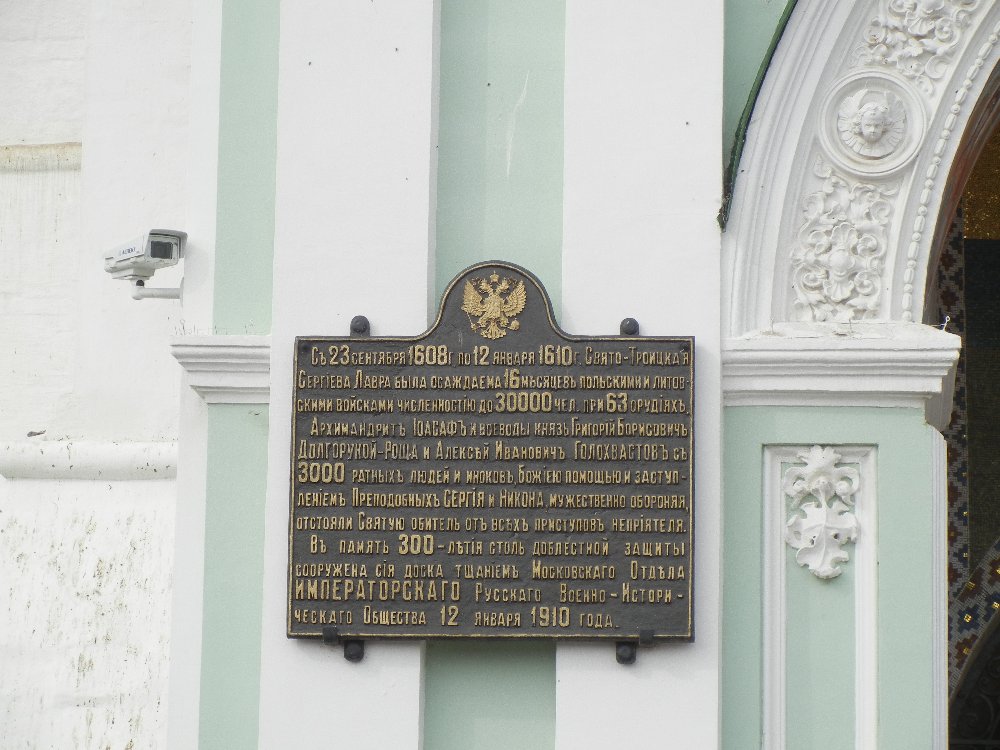 Съ 23 сентября 1608 г. по 12 января 1610 г. Свято-Троицкая
Сергіева Лавра была осаждаема 16 мѣсяцевъ польскими и литов-
скими войсками численностію до 30000 чел. при 63 орудіяхъ.
Архимандритъ Іоасафъ и воеводы князь Григорій Борисовичъ
Долгорукой-Роща и Алексѣй Ивановичъ Голохвастовъ съ
3000 ратныхъ людей и иноковъ, Божіею помощью и заступ-
леніемъ Преподобныхъ Сергія и Никона, мужественно обороняя,
отстояли Святую обитель отъ всѣхъ приступовъ непріятеля.
Въ память 300-лѣтія столь доблестной защиты
сооружена сія доска тщаніемъ Московскаго Отдѣла
ИМПЕРАТОРСКАГО Русскаго Военно-Истори-
ческаго Общества 12 января 1910 года.